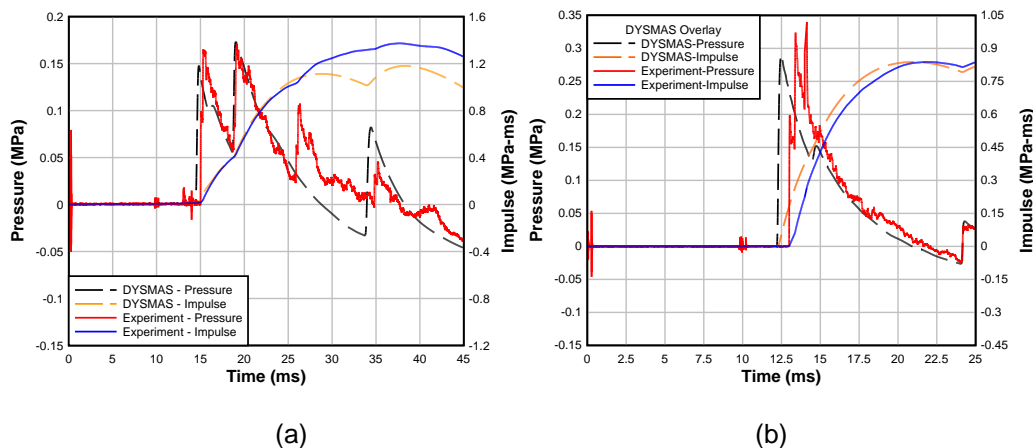 0.2
0.15
0.1
0.05
0
-0.05
-0.1
-0.15
Pressure (MPa)
1.6
1.2
0.8
0.4
0
-0.4
-0.8
-1.2
Impulse (MPa-ms)
DYSMAS - Pressure
DYSMAS - Impulse
Experiment - Pressure
Experiment - Impulse
0 5 10 15 20 25 30 35 40 45
Time (ms)
(a)
0.35
0.3
0.25
0.2
0.15
0.1
0.05
0
-0.05
-0.1
-0.15
Pressure (MPa)
1.05
0.9
0.75
0.6
0.45
0.3
0.15
0
-0.15
-0.3
-0.45
Impulse (MPa-ms)
DYSMAS Overlay
DYSMAS-Pressure
DYSMAS-Impulse
Experiment-Pressure
Experiment-Impulse
0 2.5 5 7.5 10 12.5 15 17.5 20 22.5 25
Time (ms)
(b)